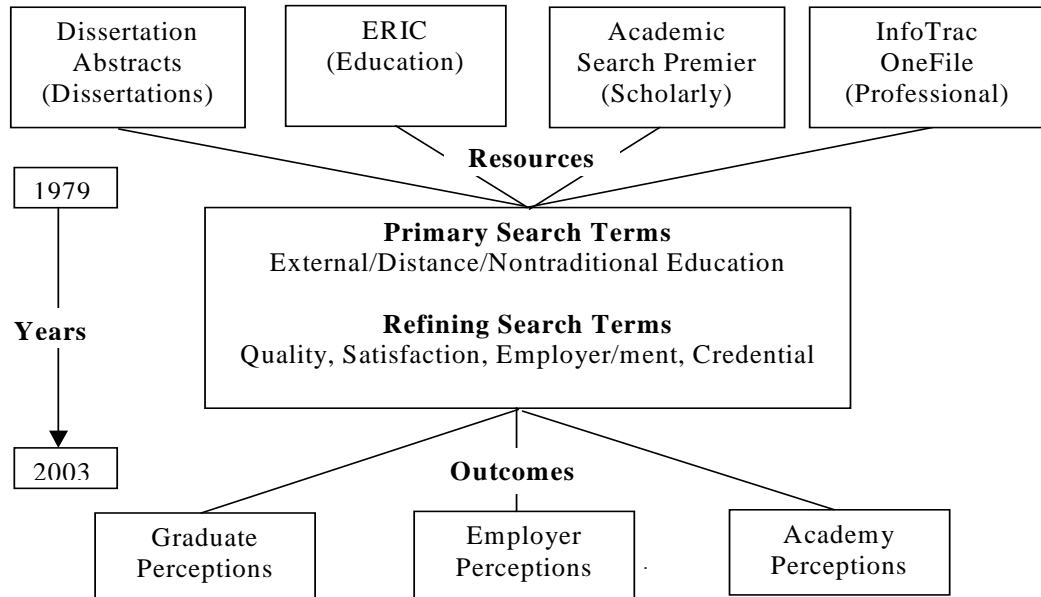 Dissertation
Abstracts
(Dissertations)
ERIC
(Education)
Academic
Search Premier
(Scholarly)
InfoTrac
OneFile
(Professional)
Resources
1979
Primary Search Terms
External/Distance/Nontraditional Education
Refining Search Terms
Quality, Satisfaction, Employer/ment, Credential
Years
2003
Outcomes
Graduate
Perceptions
Employer
Perceptions
Academy
Perceptions